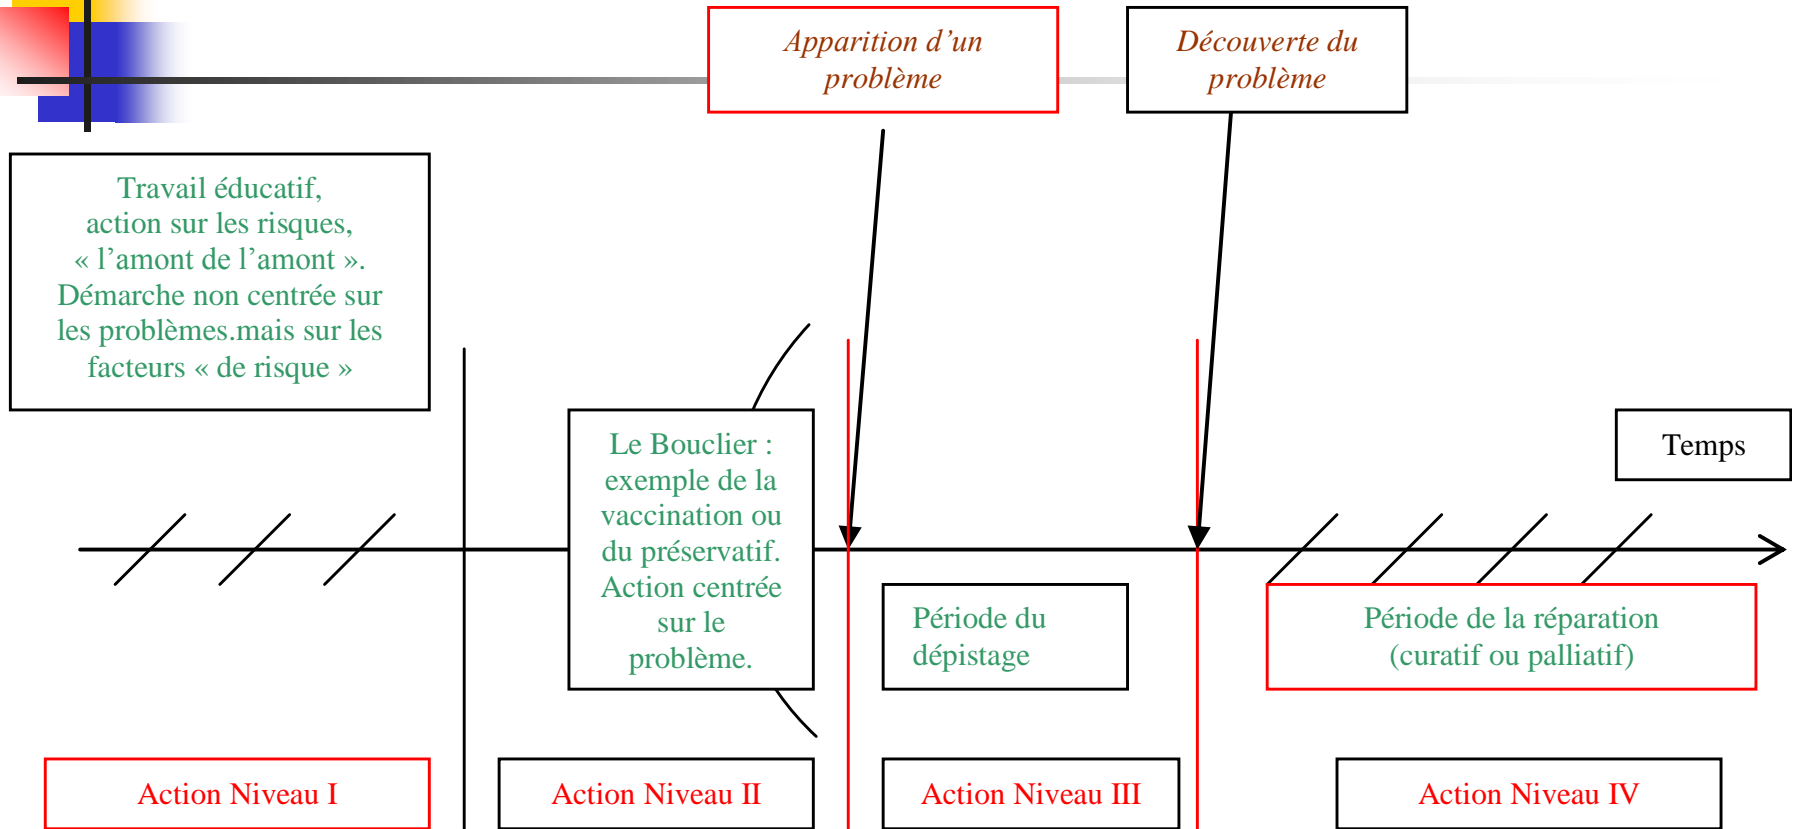 Apparition d’un
problème
Découverte du
problème
Travail éducatif,
action sur les risques,
« l’amont de l’amont ».
Démarche non centrée sur
les problèmes.mais sur les
facteurs « de risque »
Le Bouclier :
exemple de la
vaccination ou
du préservatif.
Action centrée
sur le
problème.
Temps
Période du
dépistage
Période de la réparation
(curatif ou palliatif)
Action Niveau I
Action Niveau II
Action Niveau III
Action Niveau IV